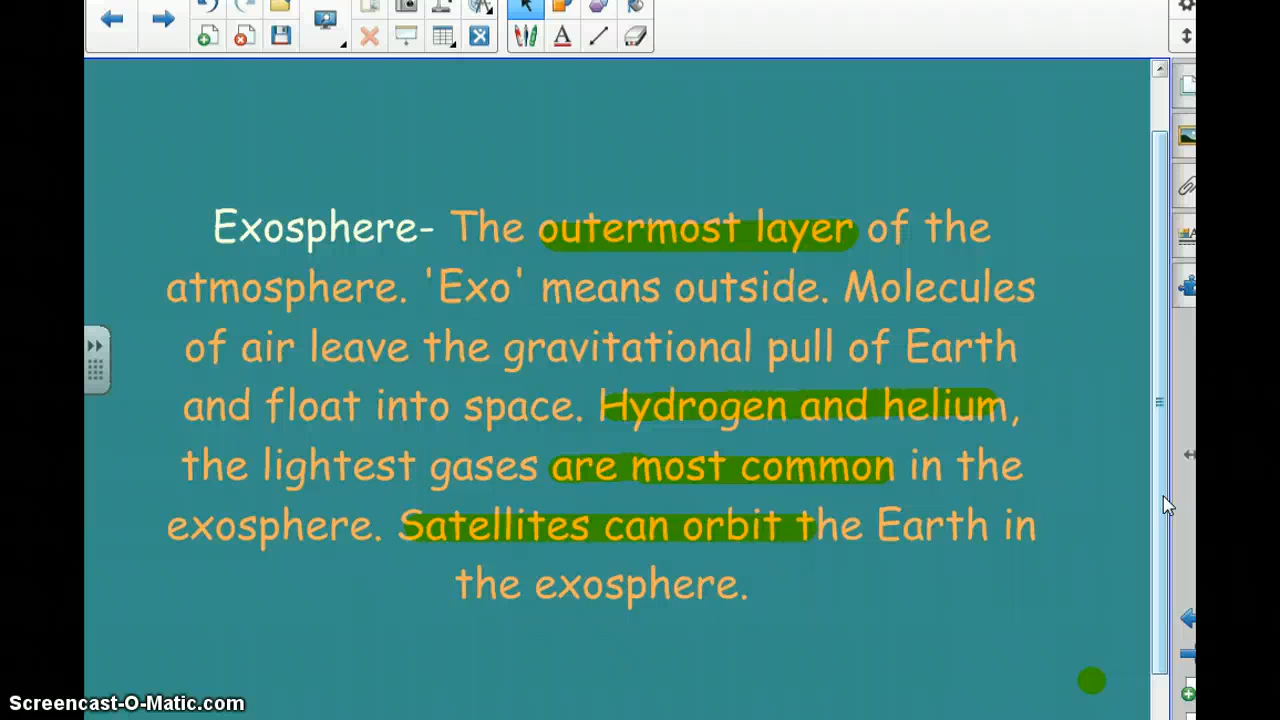 Exosphere- The outermost layer of the
atmosphere. 'Exo' means outside. Molecules
of air leave the gravitational pull of Earth
and float into space. Hydrogen and helium,
the lightest gases are most common in the
exosphere. Satellites can orbit the Earth in
the exosphere.
Screencast-O-Matic.com